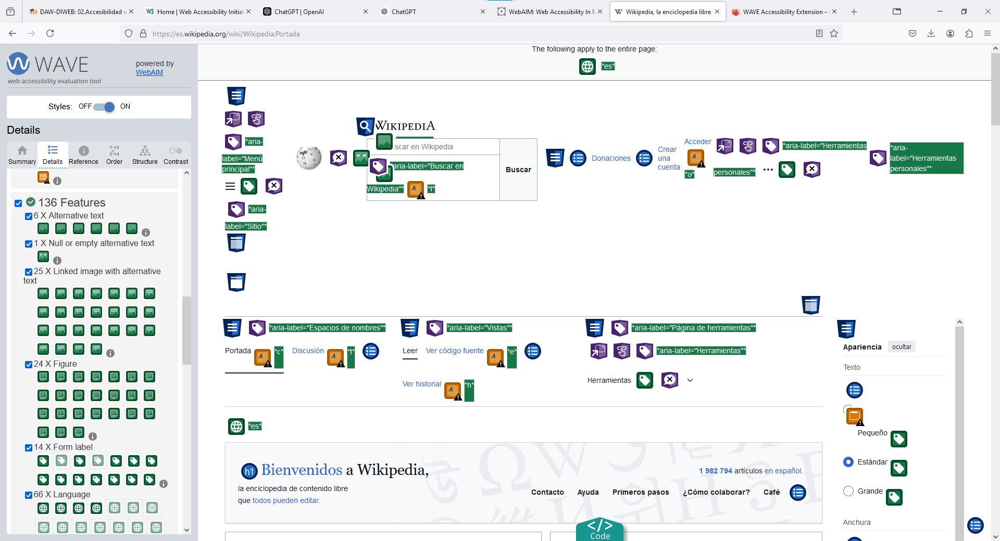 DAW-DIWEB: 02.Accesibilidad w
Home | Web Accessibility Initiat
ChatGPT | OpenAI
ChatGPT
WebAIM: Web Accessibility In M
Wikipedia, la enciclopedia libre
WAVE Accessibility Extension –
https://es.wikipedia.org/wiki/Wikipedia:Portada
WAVE
web accessibility evaluation tool
powered by
WebAIM
Styles: OFF ON
Details
Summary Details Reference Order Structure Contrast
136 Features
6 X Alternative text
1 X Null or empty alternative text
25 X Linked image with alternative
text
24 X Figure
14 X Form label
66 X Language
The following apply to the entire page:
*es*
*aria-
label="Menú
principal"*
*aria-
label="Sitio"*
WIKIPEDIA
scar en Wikipedia
aria-label="Buscar en
Wikipedia"*
*f*
Buscar
Donaciones
Crear
una
cuenta
Acceder
*o*
*aria-label="Herramientas
personales"*
*aria-
label="Herramientas
personales"*
*aria-label="Espacios de nombres"*
*aria-label="Vistas"*
*aria-label="Página de herramientas"*
Portada *c* Discusión *t*
Leer Ver código fuente *e*
*aria-label="Herramientas"*
Ver historial *h*
Herramientas
Apariencia ocultar
Texto
Pequeño
Estándar
Grande
Anchura
*es*
h1 Bienvenidos a Wikipedia,
la enciclopedia de contenido libre
que todos pueden editar.
1 982 794 artículos en español.
Contacto Ayuda Primeros pasos ¿Cómo colaborar? Café
</>
Code